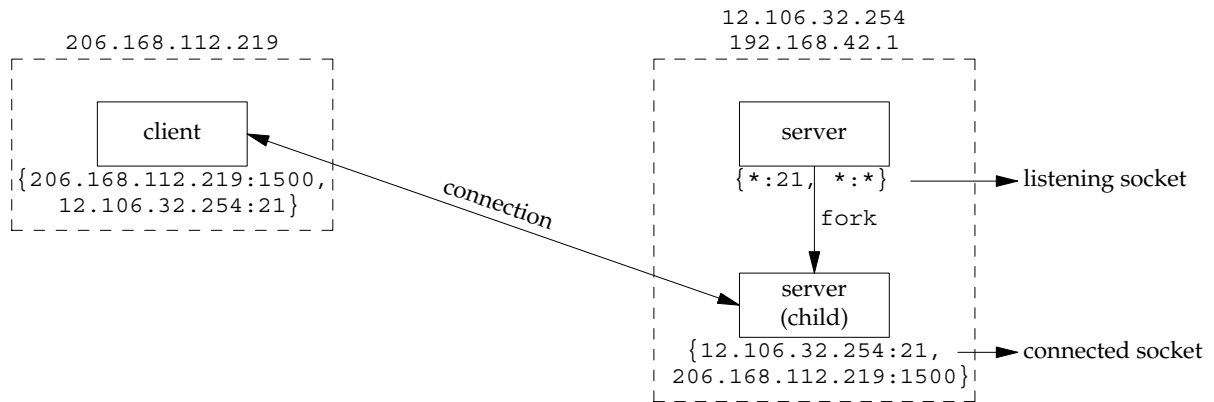 206.168.112.219
client
{206.168.112.219:1500,
12.106.32.254:21}
connection
12.106.32.254
192.168.42.1
server
{*:21, *:*}
listening socket
fork
server
(child)
{12.106.32.254:21,
206.168.112.219:1500}
connected socket